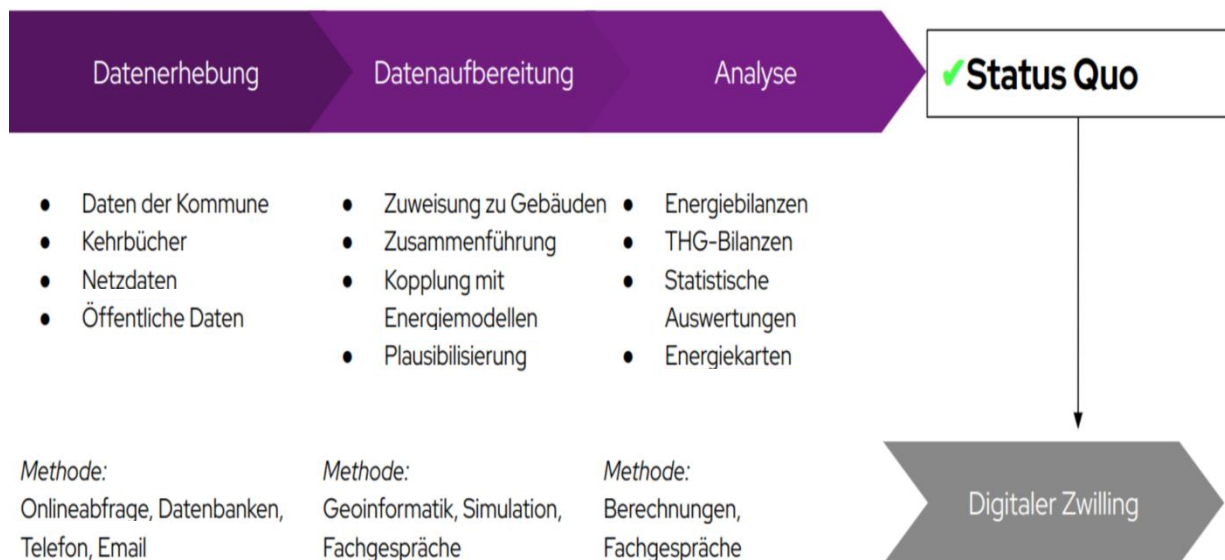 Datenerhebung
Datenaufbereitung
Analyse
✓Status Quo
● Daten der Kommune
● Kehrbücher
● Netzdaten
● Öffentliche Daten
● Zuweisung zu Gebäuden
● Zusammenführung
● Kopplung mit
Energiemodellen
● Plausibilisierung
● Energiebilanzen
● THG-Bilanzen
● Statistische
Auswertungen
● Energiekarten
Methode:
Onlineabfrage, Datenbanken,
Telefon, Email
Methode:
Geoinformatik, Simulation,
Fachgespräche
Methode:
Berechnungen,
Fachgespräche
Digitaler Zwilling